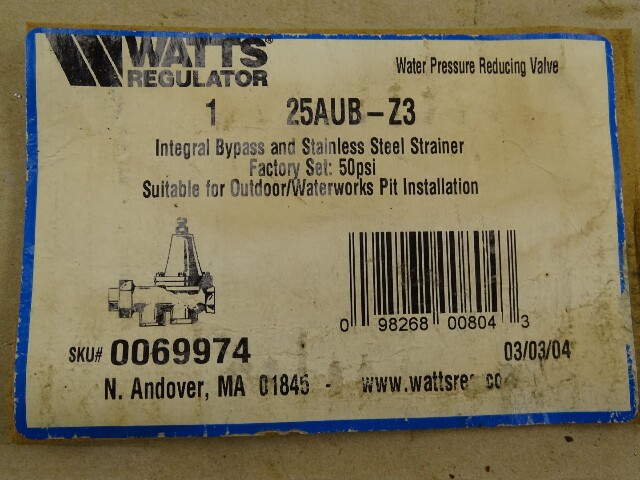 WATTS®
REGULATOR
Water Pressure Reducing Valve
1 25AUB-Z3
Integral Bypass and Stainless Steel Strainer
Factory Set: 50psi
Suitable for Outdoor/Waterworks Pit Installation
0 98268 00804 3
SKU# 0069974
03/03/04
N. Andover, MA 01845 -